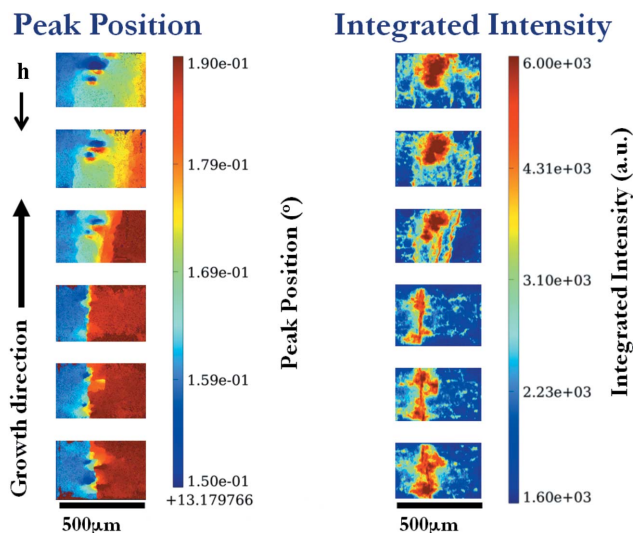 Peak Position
Integrated Intensity
h
Growth direction
1.90e-01
1.79e-01
1.69e-01
1.59e-01
1.50e-01
+13.179766
Peak Position (°)
500μm
6.00e+03
4.31e+03
3.10e+03
2.23e+03
1.60e+03
Integrated Intensity (a.u.)
500μm